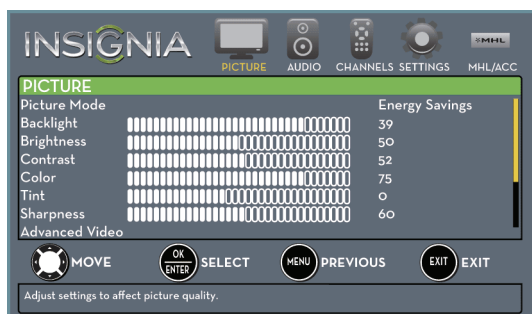 INSIGNIA
PICTURE AUDIO CHANNELS SETTINGS MHL/ACC
MHL
PICTURE
Picture Mode Energy Savings
Backlight 39
Brightness 50
Contrast 52
Color 75
Tint 0
Sharpness 60
Advanced Video
MOVE OK ENTER SELECT MENU PREVIOUS EXIT EXIT
Adjust settings to affect picture quality.